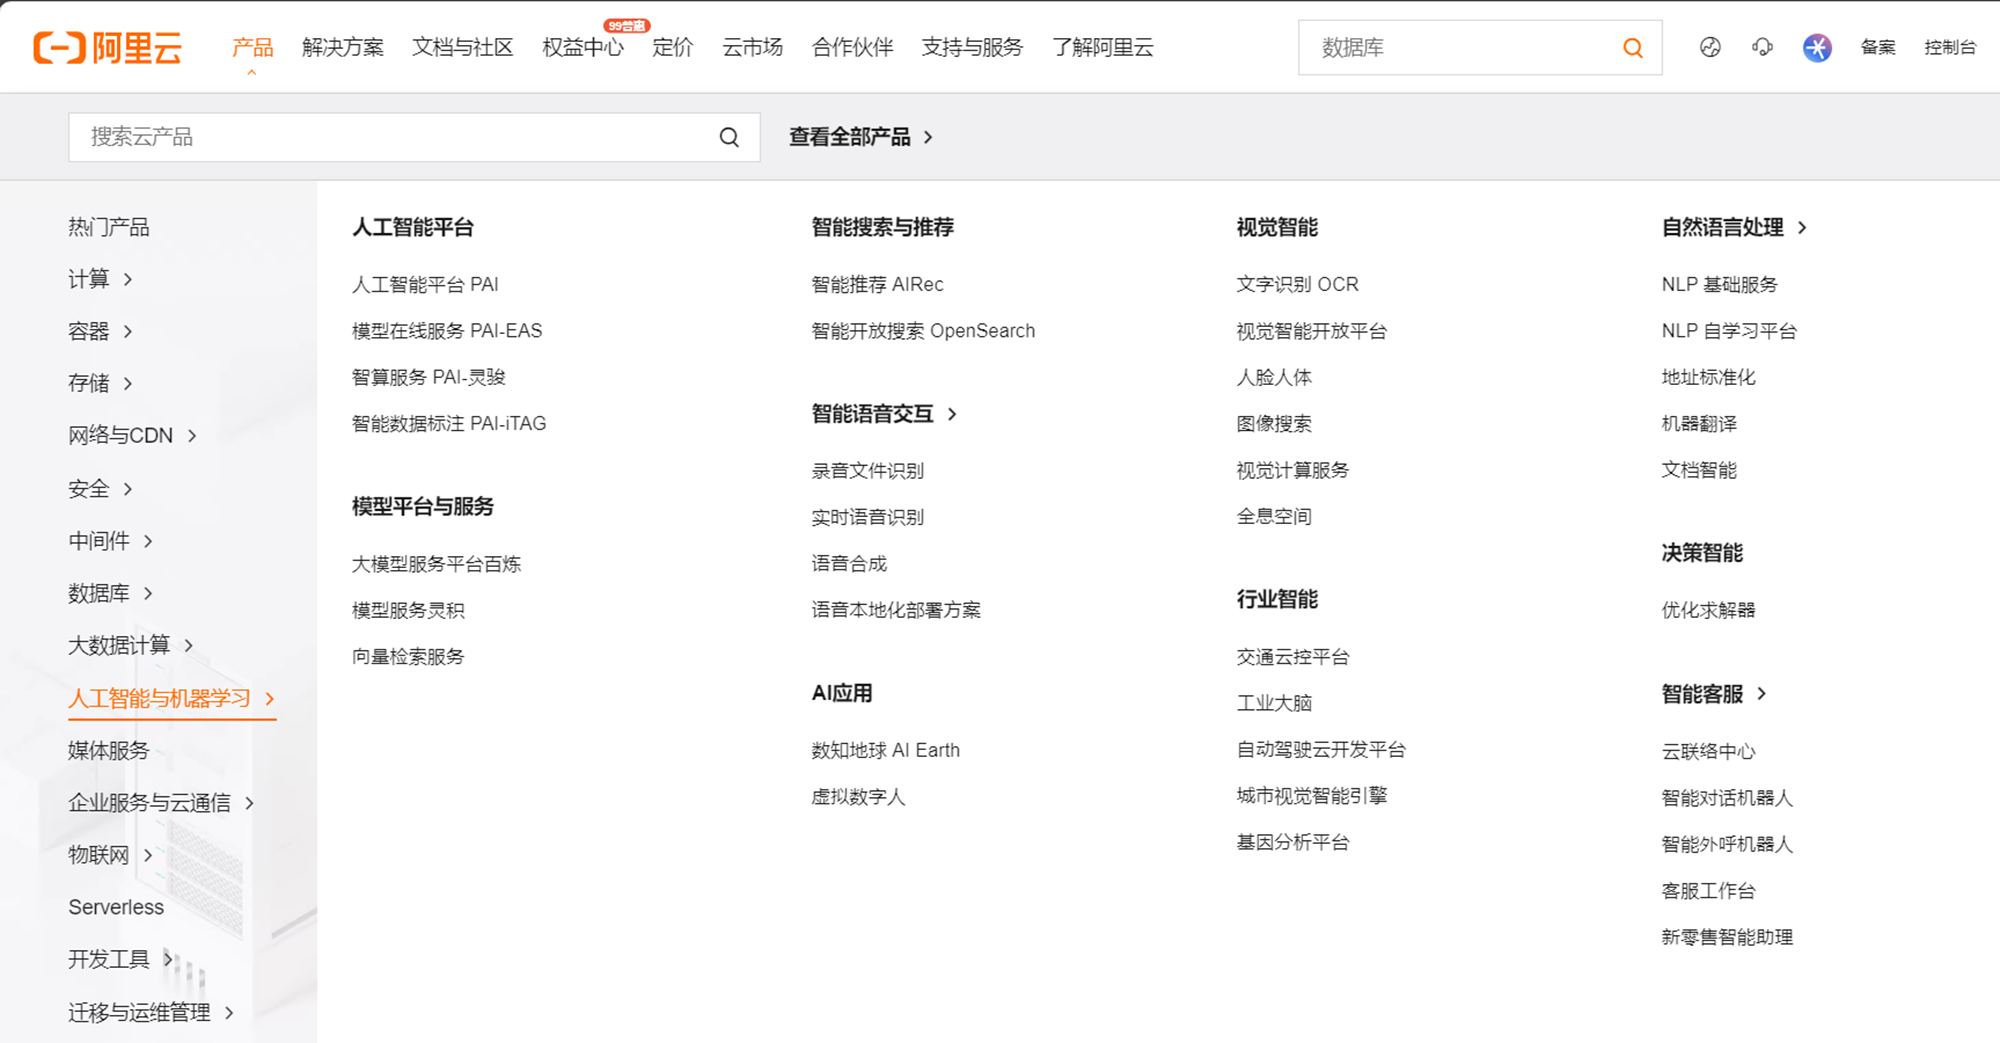 阿里云
产品
解决方案
文档与社区
权益中心
99普惠
定价
云市场
合作伙伴
支持与服务
了解阿里云
数据库
备案
控制台
搜索云产品
查看全部产品
热门产品
计算
容器
存储
网络与CDN
安全
中间件
数据库
大数据计算
人工智能与机器学习
媒体服务
企业服务与云通信
物联网
Serverless
开发工具
迁移与运维管理
人工智能平台
人工智能平台 PAI
模型在线服务 PAI-EAS
智算服务 PAI-灵骏
智能数据标注 PAI-iTAG
模型平台与服务
大模型服务平台百炼
模型服务灵积
向量检索服务
智能搜索与推荐
智能推荐 AIRec
智能开放搜索 OpenSearch
智能语音交互
录音文件识别
实时语音识别
语音合成
语音本地化部署方案
AI应用
数知地球 AI Earth
虚拟数字人
视觉智能
文字识别 OCR
视觉智能开放平台
人脸人体
图像搜索
视觉计算服务
全息空间
行业智能
交通云控平台
工业大脑
自动驾驶云开发平台
城市视觉智能引擎
基因分析平台
自然语言处理
NLP 基础服务
NLP 自学习平台
地址标准化
机器翻译
文档智能
决策智能
优化求解器
智能客服
云联络中心
智能对话机器人
智能外呼机器人
客服工作台
新零售智能助理